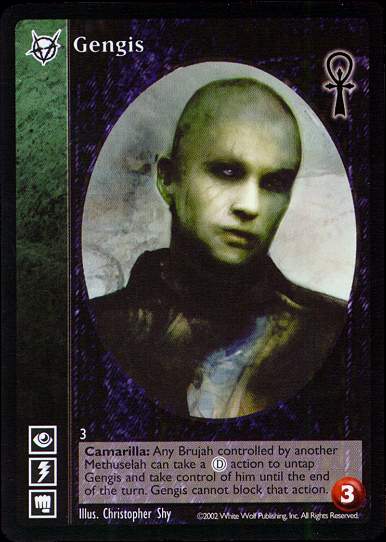 Gengis
3
Camarilla: Any Brujah controlled by another
Methuselah can take a Ⓓ action to untap
Gengis and take control of him until the end
of the turn. Gengis cannot block that action.
3
Illus. Christopher Shy
©2002 White Wolf Publishing, Inc. All Rights Reserved.